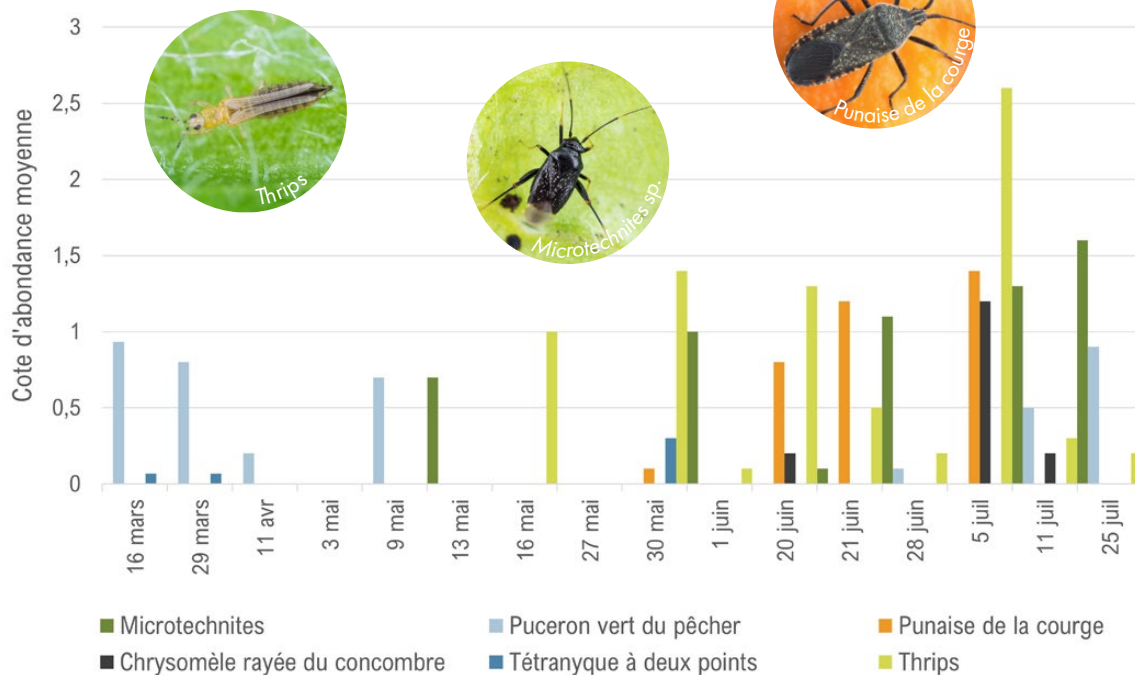 Cote d'abondance moyenne
3
2,5
2
1,5
1
0,5
0
Thrips
Microtechnites sp.
Punaise de la courge
16 mars
29 mars
11 avr
3 mai
9 mai
13 mai
16 mai
27 mai
30 mai
1 juin
20 juin
21 juin
28 juin
5 juil
11 juil
25 juil
Microtechnites
Puceron vert du pêcher
Punaise de la courge
Chrysomèle rayée du concombre
Tétranyque à deux points
Thrips